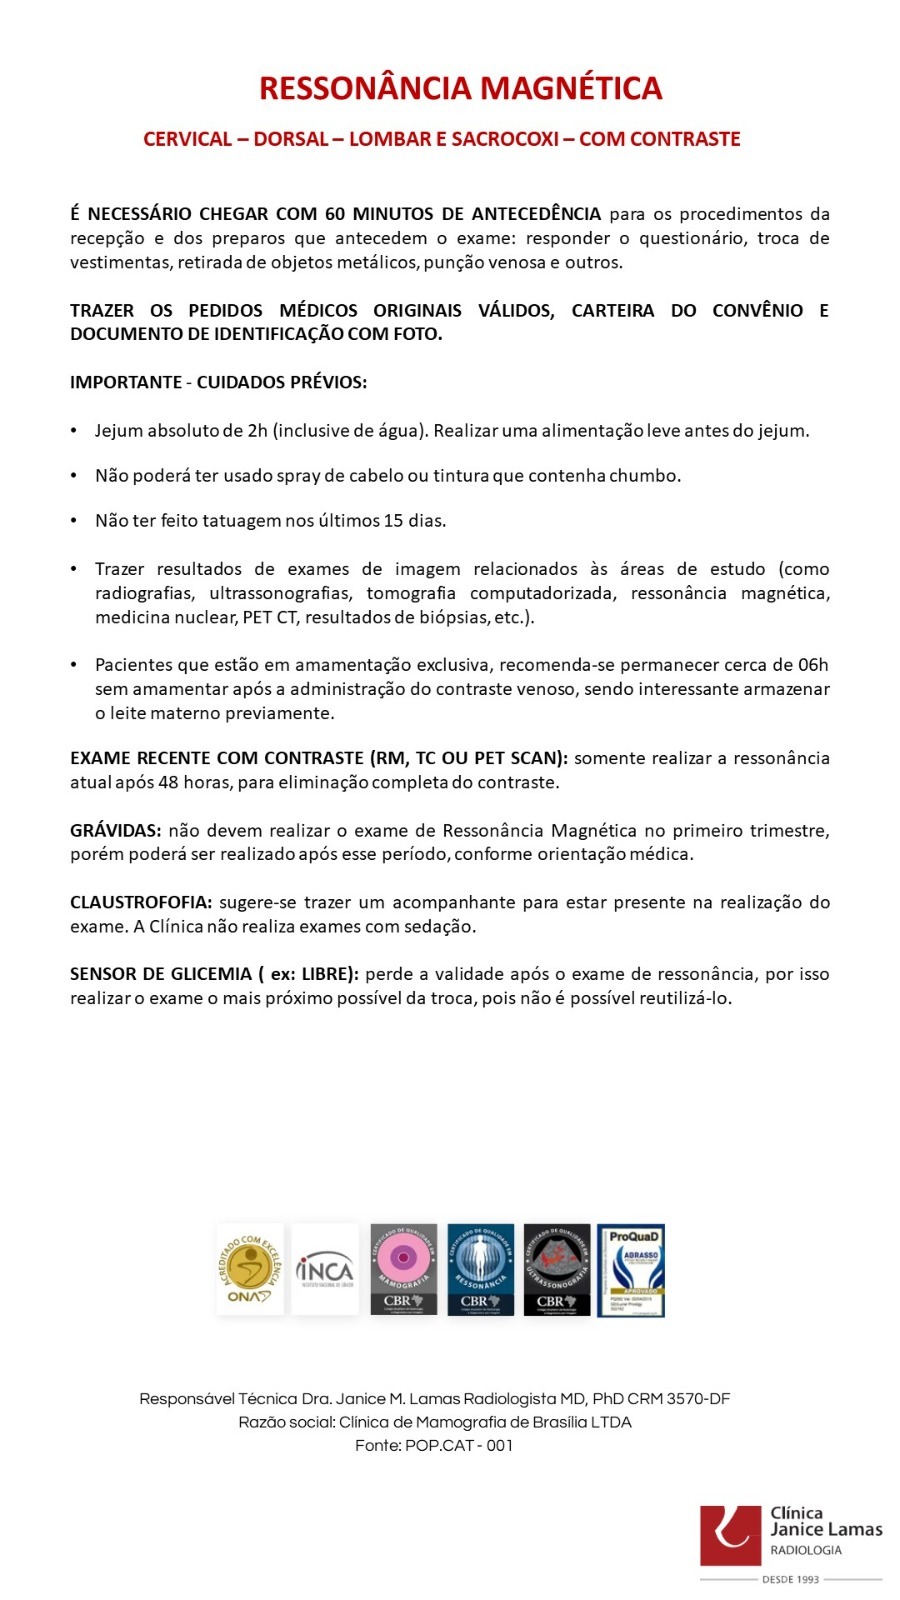 RESSONÂNCIA MAGNÉTICA
CERVICAL – DORSAL – LOMBAR E SACROCOXI – COM CONTRASTE
É NECESSÁRIO CHEGAR COM 60 MINUTOS DE ANTECEDÊNCIA para os procedimentos da
recepção e dos preparos que antecedem o exame: responder o questionário, troca de
vestimentas, retirada de objetos metálicos, punção venosa e outros.
TRAZER OS PEDIDOS MÉDICOS ORIGINAIS VÁLIDOS, CARTEIRA DO CONVÊNIO E
DOCUMENTO DE IDENTIFICAÇÃO COM FOTO.
IMPORTANTE - CUIDADOS PRÉVIOS:
• Jejum absoluto de 2h (inclusive de água). Realizar uma alimentação leve antes do jejum.
• Não poderá ter usado spray de cabelo ou tintura que contenha chumbo.
• Não ter feito tatuagem nos últimos 15 dias.
• Trazer resultados de exames de imagem relacionados às áreas de estudo (como
radiografias, ultrassonografias, tomografia computadorizada, ressonância magnética,
medicina nuclear, PET CT, resultados de biópsias, etc.).
• Pacientes que estão em amamentação exclusiva, recomenda-se permanecer cerca de 06h
sem amamentar após a administração do contraste venoso, sendo interessante armazenar
o leite materno previamente.
EXAME RECENTE COM CONTRASTE (RM, TC OU PET SCAN): somente realizar a ressonância
atual após 48 horas, para eliminação completa do contraste.
GRÁVIDAS: não devem realizar o exame de Ressonância Magnética no primeiro trimestre,
porém poderá ser realizado após esse período, conforme orientação médica.
CLAUSTROFOFIA: sugere-se trazer um acompanhante para estar presente na realização do
exame. A Clínica não realiza exames com sedação.
SENSOR DE GLICEMIA ( ex: LIBRE): perde a validade após o exame de ressonância, por isso
realizar o exame o mais próximo possível da troca, pois não é possível reutilizá-lo.
ACREDITADO COM EXCELÊNCIA
ONA
INCA
INSTITUTO NACIONAL DE CÂNCER
CERTIFICADO DE QUALIDADE EM
MAMOGRAFIA
CBR
CERTIFICADO DE QUALIDADE EM
RESSONÂNCIA
CBR
CERTIFICADO DE QUALIDADE EM
ULTRASSONOGRAFIA
CBR
ProQuaD
ABRASSO
APROVADO
Responsável Técnica Dra. Janice M. Lamas Radiologista MD, PhD CRM 3570-DF
Razão social: Clínica de Mamografia de Brasília LTDA
Fonte: POP.CAT - 001
Clínica
Janice Lamas
RADIOLOGIA
DESDE 1993